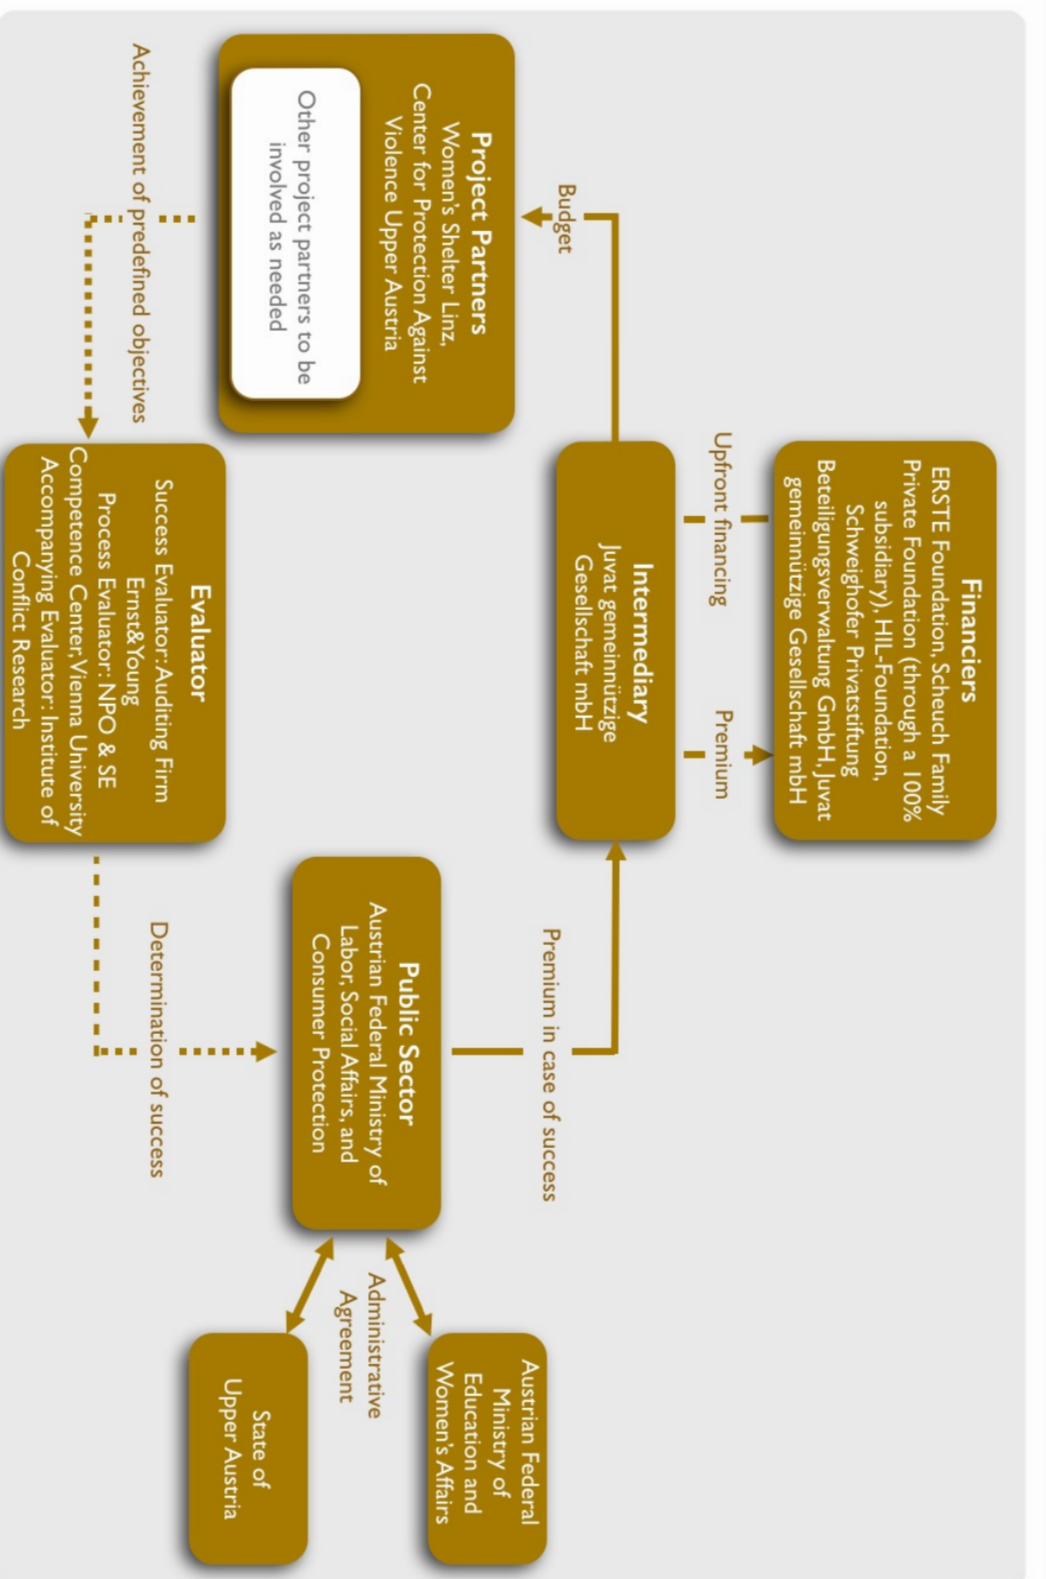 Financiers
ERSTE Foundation, Scheuch Family
Private Foundation (through a 100%
subsidiary), HIL-Foundation,
Schweighofer Privatstiftung
Beteiligungsverwaltung GmbH, Juvat
gemeinnützige Gesellschaft mbH
Upfront financing
Premium
Intermediary
Juvat gemeinnützige
Gesellschaft mbH
Budget
Premium in case of success
Project Partners
Women's Shelter Linz,
Center for Protection Against
Violence Upper Austria
Other project partners to be
involved as needed
Public Sector
Austrian Federal Ministry of
Labor, Social Affairs, and
Consumer Protection
Austrian Federal
Ministry of
Education and
Women's Affairs
Administrative
Agreement
State of
Upper Austria
Achievement of predefined objectives
Determination of success
Evaluator
Success Evaluator: Auditing Firm
Ernst&Young
Process Evaluator: NPO & SE
Competence Center, Vienna University
Accompanying Evaluator: Institute of
Conflict Research